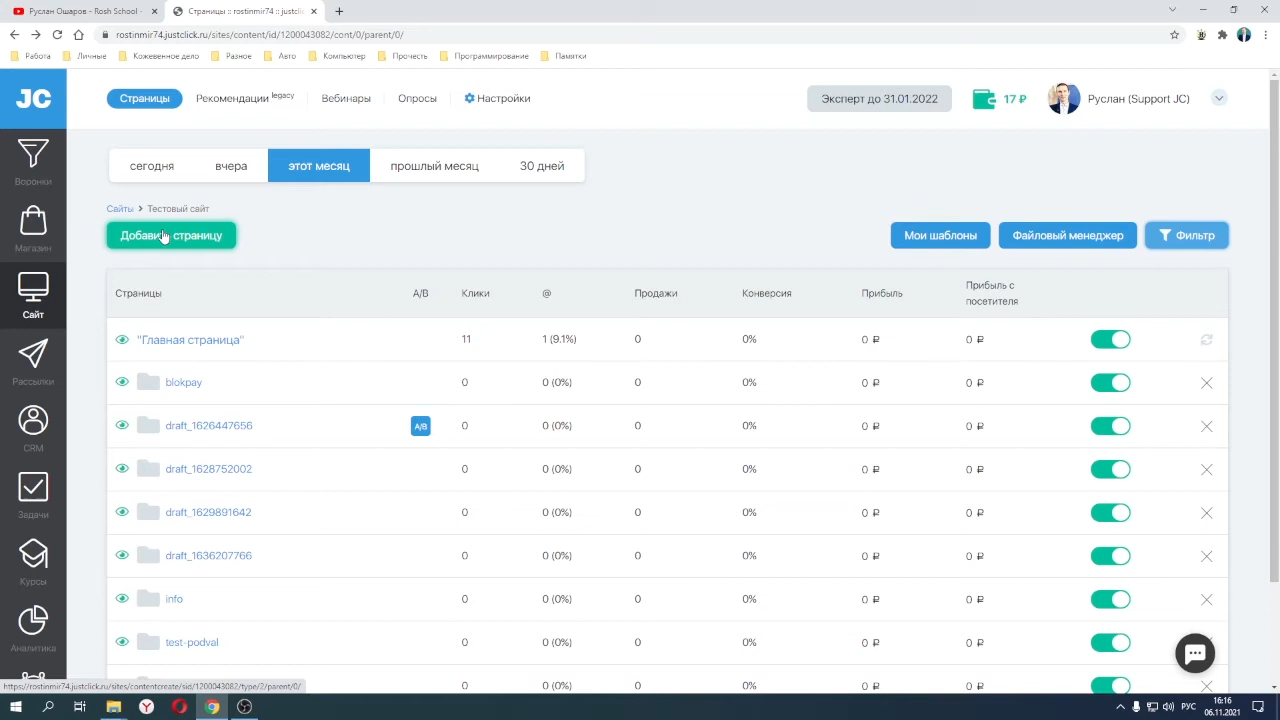 Руслан Ошаров - Rosh School -
Страницы :: rostinmir74 :: justcli
rostinmir74.justclick.ru/sites/content/id/1200043082/cont/0/parent/0/
Работа Личные Кожевенное дело Разное Авто Компьютер Прочесть Программирование Памятки
JC
Страницы Рекомендации legacy Вебинары Опросы Настройки
Эксперт до 31.01.2022 17 ₽ Руслан (Support JC)
сегодня вчера этот месяц прошлый месяц 30 дней
Сайты > Тестовый сайт
Добавить страницу Мои шаблоны Файловый менеджер Фильтр
Страницы A/B Клики @ Продажи Конверсия Прибыль Прибыль с
посетителя
"Главная страница" 11 1 (9.1%) 0 0% 0 ₽ 0 ₽
blokpay 0 0 (0%) 0 0% 0 ₽ 0 ₽
draft_1626447656 A/B 0 0 (0%) 0 0% 0 ₽ 0 ₽
draft_1628752002 0 0 (0%) 0 0% 0 ₽ 0 ₽
draft_1629891642 0 0 (0%) 0 0% 0 ₽ 0 ₽
draft_1636207766 0 0 (0%) 0 0% 0 ₽ 0 ₽
info 0 0 (0%) 0 0% 0 ₽ 0 ₽
test-podval 0 0 (0%) 0 0% 0 ₽ 0 ₽
Воронки
Магазин
Сайт
Рассылки
CRM
Задачи
Курсы
Аналитика
https://rostinmir74.justclick.ru/sites/contentcreate/sid/1200043082/type/2/parent/0/
РУС
16:16
06.11.2021